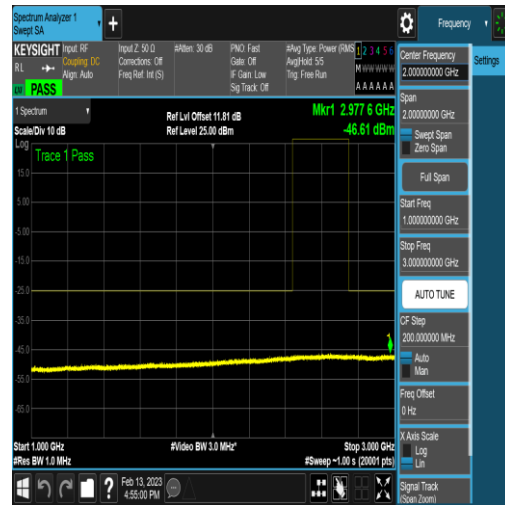 Spectrum Analyzer 1
Swept SA
+
Frequency
KEYSIGHT
RL
Input: RF
Coupling: DC
Align: Auto
PASS
Input Z: 50 Ω
Corrections: Off
Freq Ref: Int (S)
#Atten: 30 dB
PNO: Fast
Gate: Off
IF Gain: Low
Sig Track: Off
#Avg Type: Power (RMS
Avg|Hold: 5/5
Trig: Free Run
1 2 3 4 5 6
M W W W W W
A A A A A A
1 Spectrum
Scale/Div 10 dB
Log
Ref Lvl Offset 11.81 dB
Ref Level 25.00 dBm
Mkr1 2.977 6 GHz
-46.61 dBm
Trace 1 Pass
15.0
5.00
-5.00
-15.0
-25.0
-35.0
-45.0
-55.0
-65.0
1
Start 1.000 GHz
#Res BW 1.0 MHz
#Video BW 3.0 MHz*
Stop 3.000 GHz
#Sweep ~1.00 s (20001 pts)
Feb 13, 2023
4:55:00 PM
?
Center Frequency
2.000000000 GHz
Settings
Span
2.00000000 GHz
Swept Span
Zero Span
Full Span
Start Freq
1.000000000 GHz
Stop Freq
3.000000000 GHz
AUTO TUNE
CF Step
200.000000 MHz
Auto
Man
Freq Offset
0 Hz
X Axis Scale
Log
Lin
Signal Track
(Span Zoom)